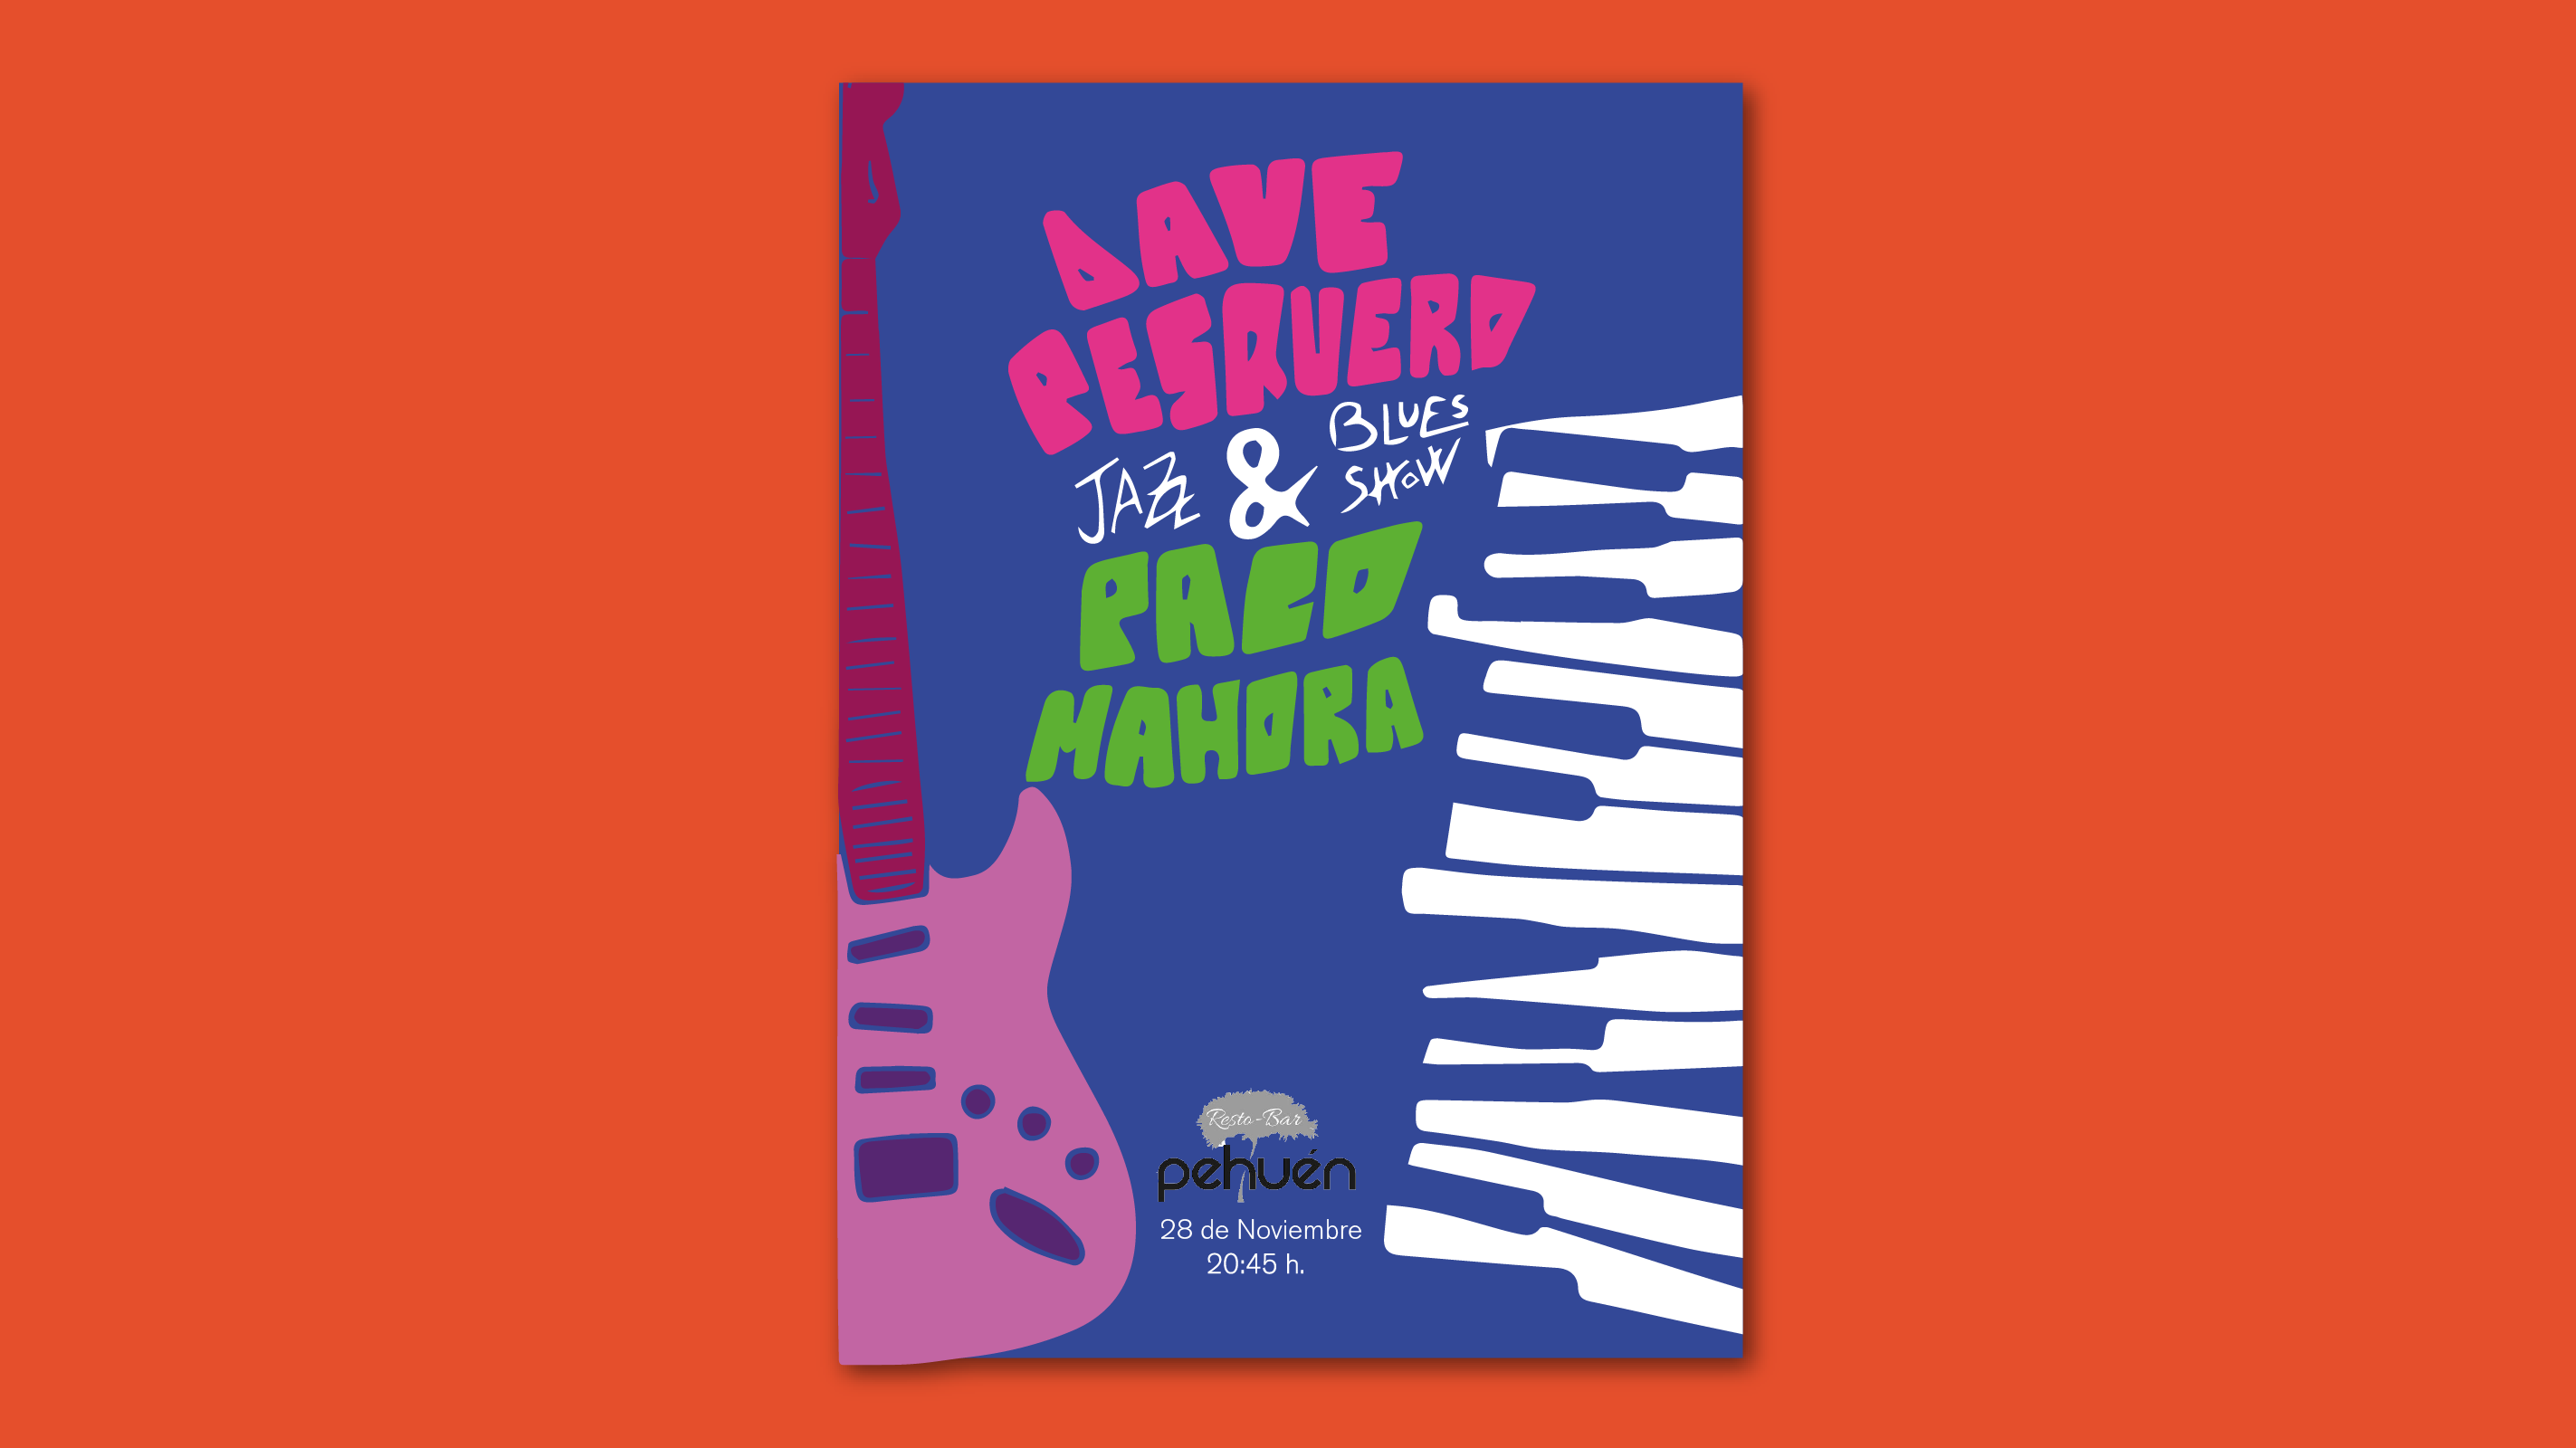 DAVE
PESQUERO
JAZZ & BLUES SHOW
PACO
MAHORA
Resto-Bar
pehuén
28 de Noviembre
20:45 h.